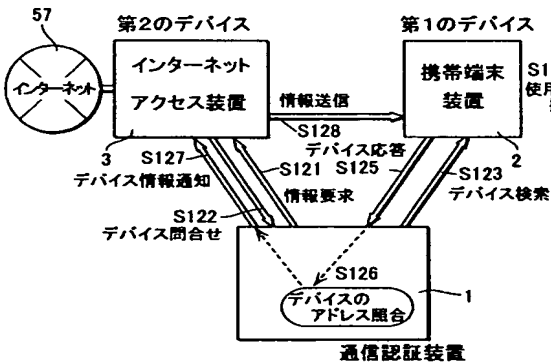 57
第2のデバイス
第1のデバイス
インターネット
インターネット
アクセス装置
3
携帯端末
装置
2
S1
使用
情報送信
S128
デバイス応答
S125
S127
デバイス情報通知
S121
情報要求
S123
デバイス検索
S122
デバイス問合せ
S126
デバイスの
アドレス照合
1
通信認証装置